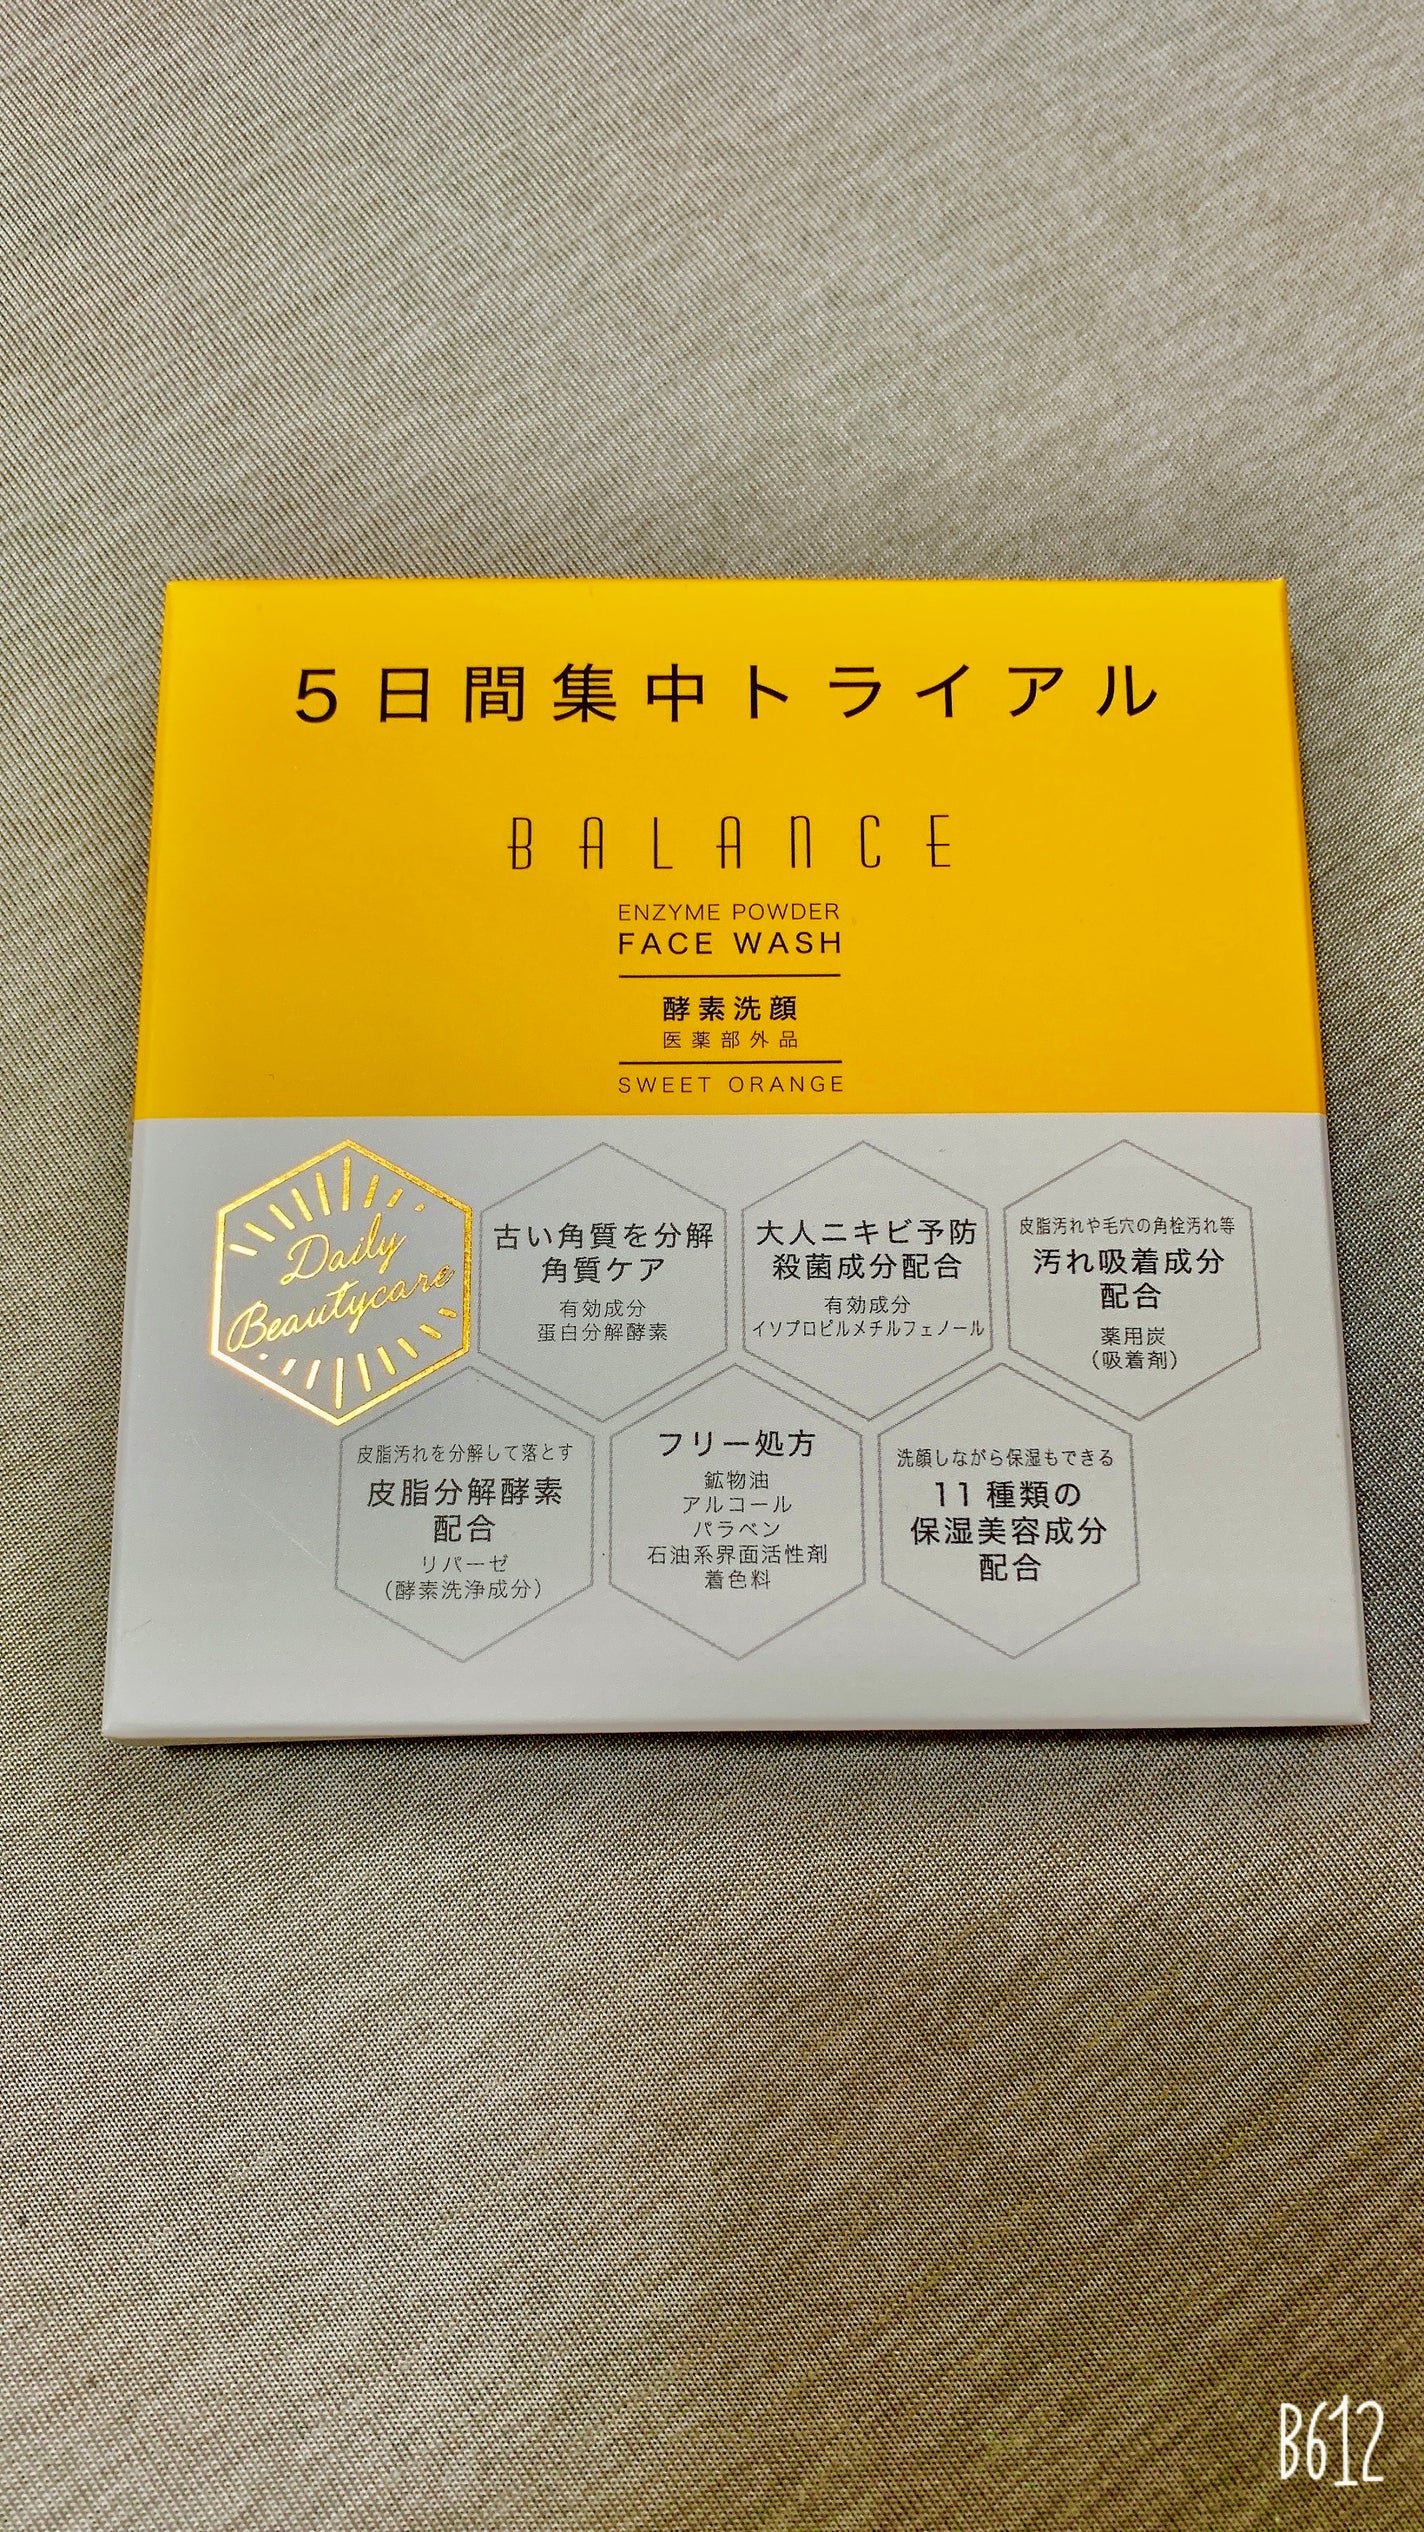 5日間集中トライアル
BALANCE
ENZYME POWDER
FACE WASH
酵素洗顔
医薬部外品
SWEET ORANGE
Daily
Beautycare
古い角質を分解
角質ケア
有効成分
蛋白分解酵素
大人ニキビ予防
殺菌成分配合
有効成分
イソプロピルメチルフェノール
皮脂汚れや毛穴の角栓汚れ等
汚れ吸着成分
配合
薬用炭
（吸着剤）
皮脂汚れを分解して落とす
皮脂分解酵素
配合
リパーゼ
（酵素洗浄成分）
フリー処方
鉱物油
アルコール
パラベン
石油系界面活性剤
着色料
洗顔しながら保湿もできる
11種類の
保湿美容成分
配合
B612